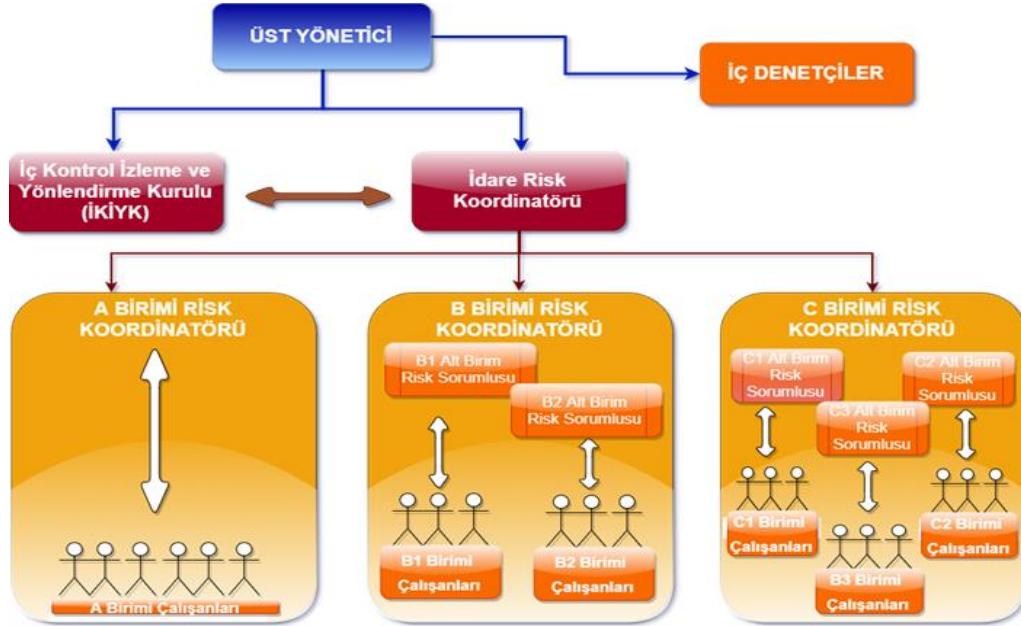 ÜST YÖNETİCİ
İÇ DENETÇİLER
İç Kontrol İzleme ve
Yönlendirme Kurulu
(İKİYK)
İdare Risk
Koordinatörü
A BİRİMİ RİSK
KOORDİNATÖRÜ
A Birimi Çalışanları
B BİRİMİ RİSK
KOORDİNATÖRÜ
B1 Alt Birim
Risk Sorumlusu
B2 Alt Birim
Risk Sorumlusu
B1 Birimi
Çalışanları
B2 Birimi
Çalışanları
C BİRİMİ RİSK
KOORDİNATÖRÜ
C1 Alt Birim
Risk
Sorumlusu
C2 Alt Birim
Risk
Sorumlusu
C3 Alt Birim
Risk
Sorumlusu
C1 Birimi
Çalışanları
C2 Birimi
Çalışanları
B3 Birimi
Çalışanları